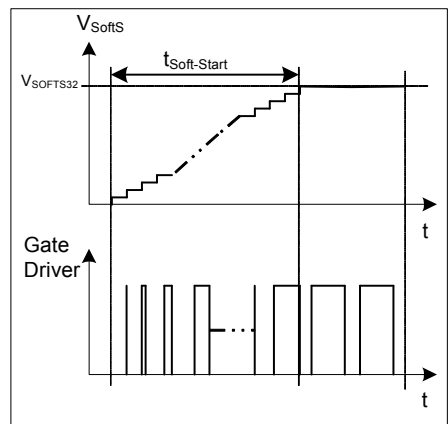 V_SoftS
t_Soft-Start
V_SOFTS32
t
Gate
Driver
t